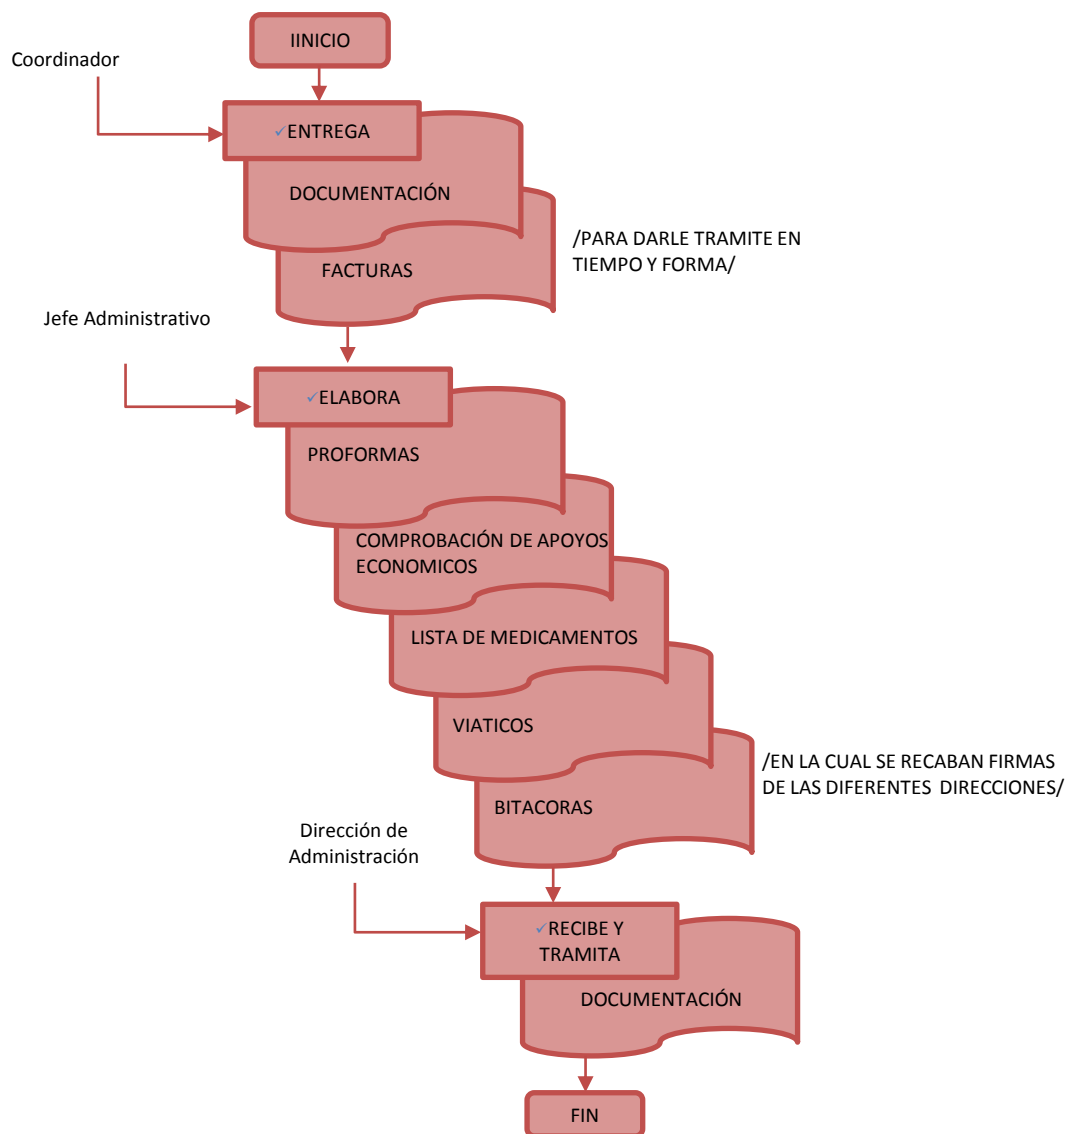 IINICIO
Coordinador
✓ENTREGA
DOCUMENTACIÓN
FACTURAS
/PARA DARLE TRAMITE EN
TIEMPO Y FORMA/
Jefe Administrativo
✓ELABORA
PROFORMAS
COMPROBACIÓN DE APOYOS
ECONOMICOS
LISTA DE MEDICAMENTOS
VIATICOS
BITACORAS
/EN LA CUAL SE RECABAN FIRMAS
DE LAS DIFERENTES DIRECCIONES/
Dirección de
Administración
✓RECIBE Y
TRAMITA
DOCUMENTACIÓN
FIN